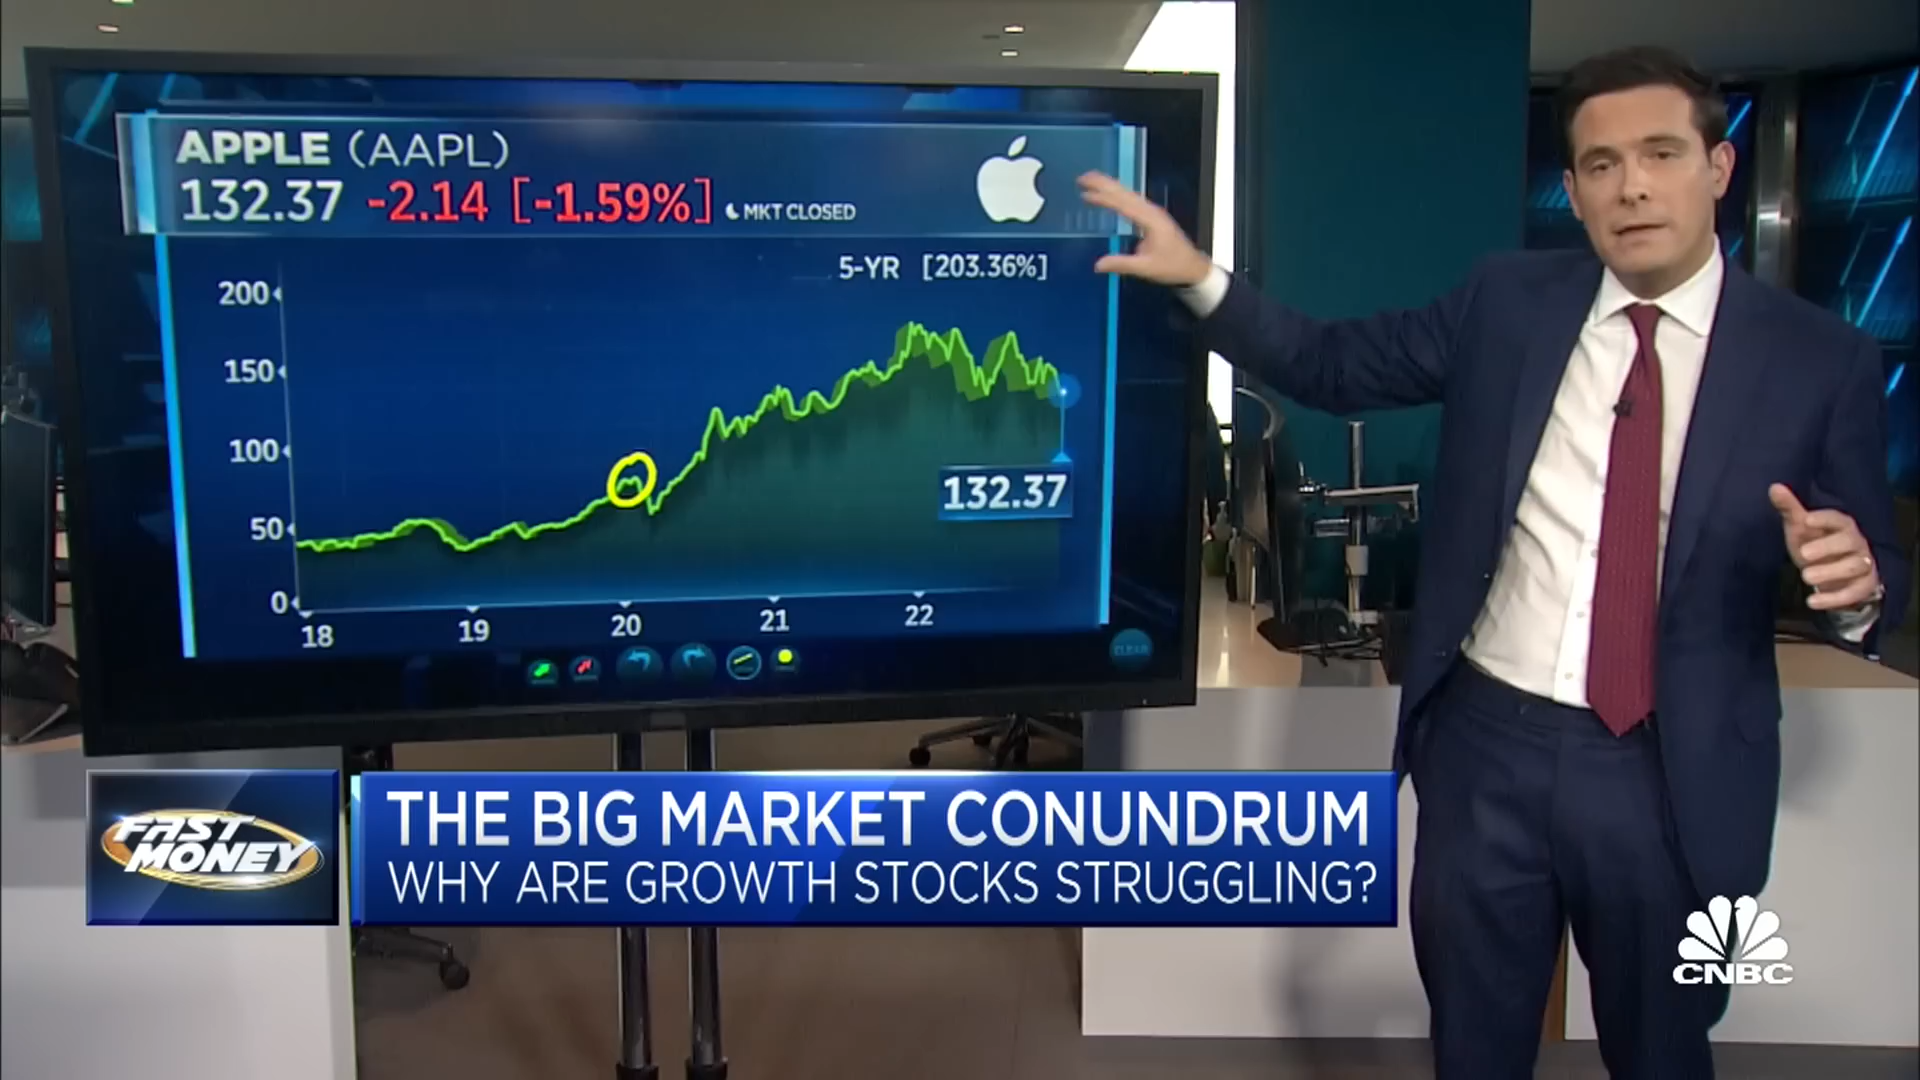 APPLE (AAPL)
132.37 -2.14 [-1.59%] MKT CLOSED
5-YR [203.36%]
200
150
100
50
0
18 19 20 21 22
132.37
CLEAR
FAST
MONEY
THE BIG MARKET CONUNDRUM
WHY ARE GROWTH STOCKS STRUGGLING?
CNBC